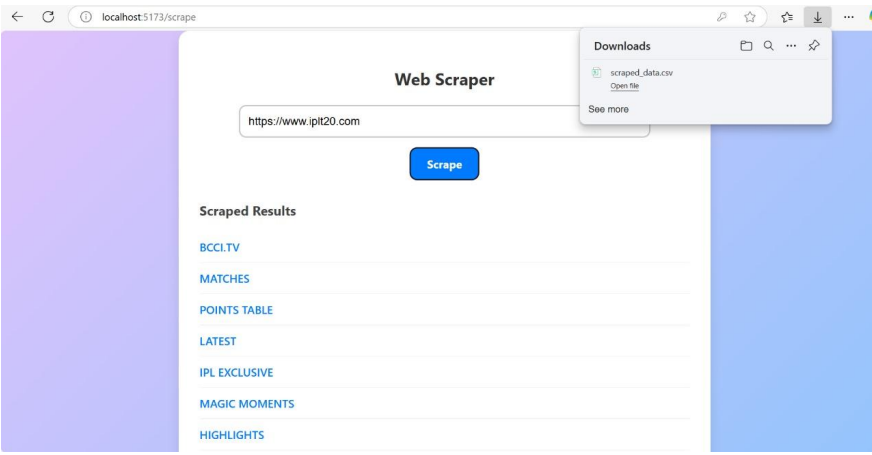 localhost:5173/scrape
Downloads
scraped_data.csv
Open file
See more
Web Scraper
https://www.iplt20.com
Scrape
Scraped Results
BCCI.TV
MATCHES
POINTS TABLE
LATEST
IPL EXCLUSIVE
MAGIC MOMENTS
HIGHLIGHTS